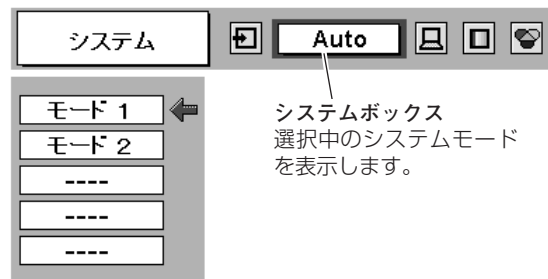 システム
Auto
モード 1
モード 2
----
----
----
システムボックス
選択中のシステムモード
を表示します。